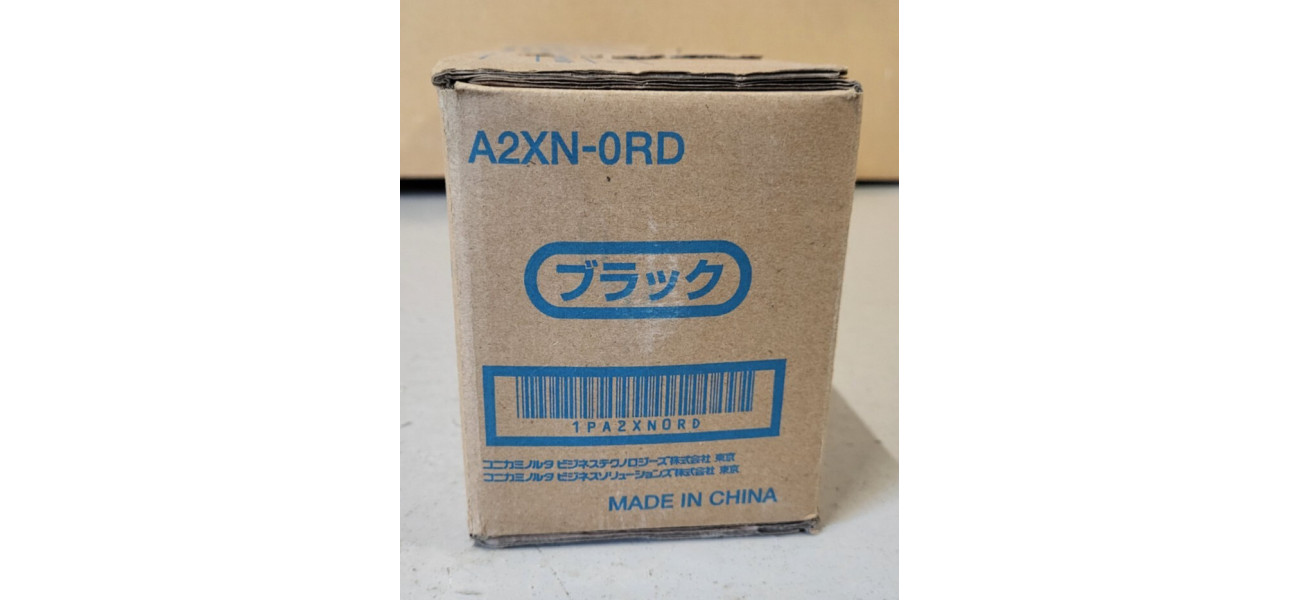 A2XN-0RD
ブラック
1PA2XN0RD
コニカミノルタ ビジネステクノロジーズ株式会社 東京
コニカミノルタ ビジネスソリューションズ株式会社 東京
MADE IN CHINA